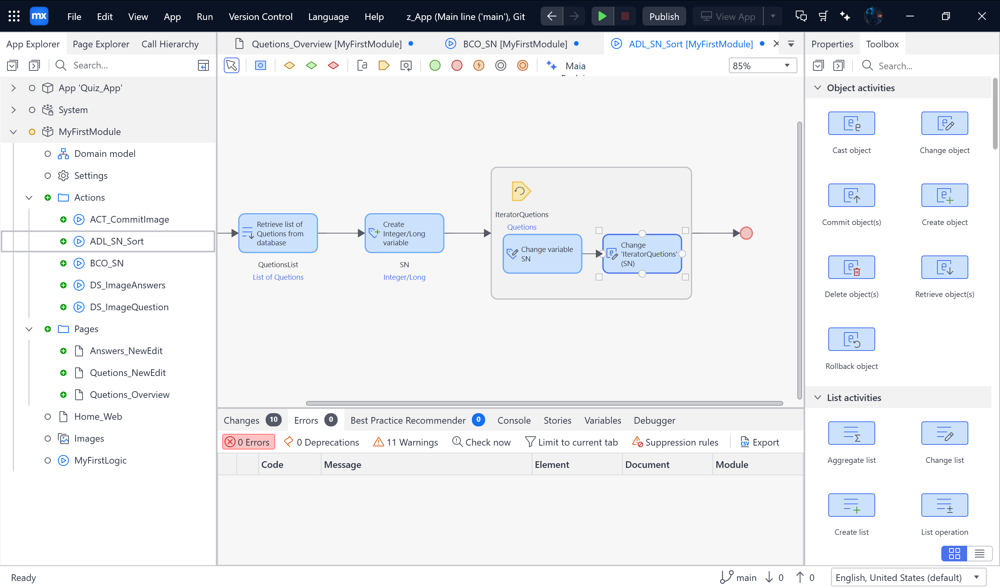 mx File Edit View App Run Version Control Language Help z_App (Main line ('main'), Git Publish View App
App Explorer Page Explorer Call Hierarchy
Search...
App 'Quiz_App'
System
MyFirstModule
Domain model
Settings
Actions
ACT_CommitImage
ADL_SN_Sort
BCO_SN
DS_ImageAnswers
DS_ImageQuestion
Pages
Answers_NewEdit
Quetions_NewEdit
Quetions_Overview
Home_Web
Images
MyFirstLogic
Quetions_Overview [MyFirstModule] BCO_SN [MyFirstModule] ADL_SN_Sort [MyFirstModule]
Maia
85%
Retrieve list of
Quetions from
database
QuetionsList
List of Quetions
Create
Integer/Long
variable
SN
Integer/Long
IteratorQuetions
Quetions
Change variable
SN
Change
'IteratorQuetions'
(SN)
Changes 10 Errors 0 Best Practice Recommender 0 Console Stories Variables Debugger
0 Errors 0 Deprecations 11 Warnings Check now Limit to current tab Suppression rules Export
Code Message Element Document Module
Properties Toolbox
Search...
Object activities
Cast object Change object
Commit object(s) Create object
Delete object(s) Retrieve object(s)
Rollback object
List activities
Aggregate list Change list
Create list List operation
Ready main 0 0 English, United States (default)